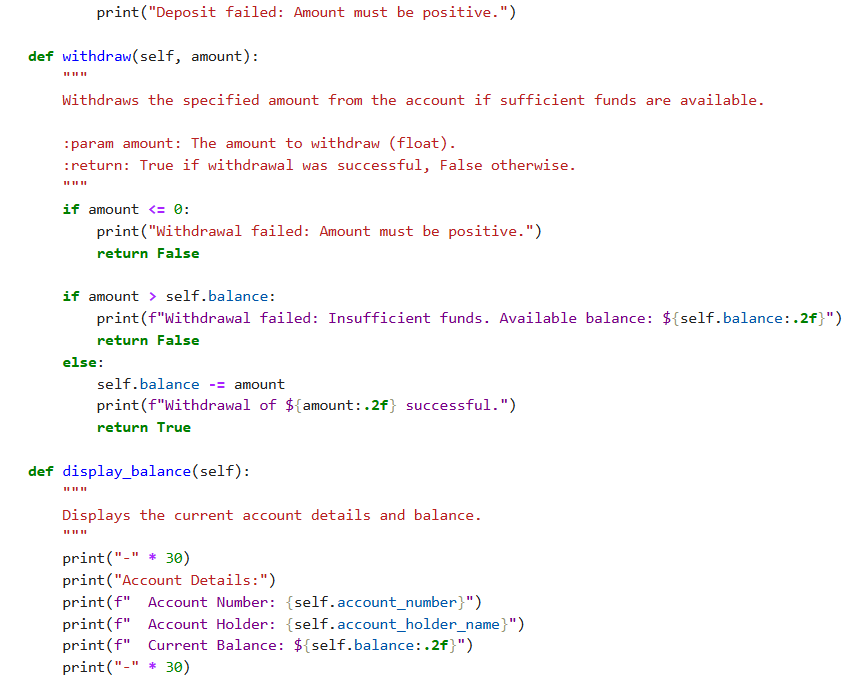 print("Deposit failed: Amount must be positive.")

def withdraw(self, amount):
    """
    Withdraws the specified amount from the account if sufficient funds are available.

    :param amount: The amount to withdraw (float).
    :return: True if withdrawal was successful, False otherwise.
    """
    if amount <= 0:
        print("Withdrawal failed: Amount must be positive.")
        return False

    if amount > self.balance:
        print(f"Withdrawal failed: Insufficient funds. Available balance: ${self.balance:.2f}")
        return False
    else:
        self.balance -= amount
        print(f"Withdrawal of ${amount:.2f} successful.")
        return True

def display_balance(self):
    """
    Displays the current account details and balance.
    """
    print("-" * 30)
    print("Account Details:")
    print(f"  Account Number: {self.account_number}")
    print(f"  Account Holder: {self.account_holder_name}")
    print(f"  Current Balance: ${self.balance:.2f}")
    print("-" * 30)